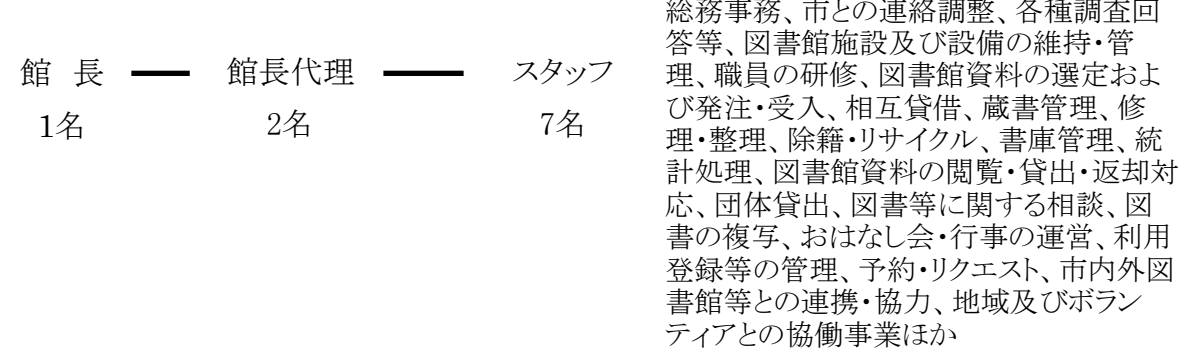 館 長 ━━ 館長代理 ━━━ スタッフ
1名 2名 7名
総務事務、市との連絡調整、各種調査回
答等、図書館施設及び設備の維持・管
理、職員の研修、図書館資料の選定およ
び発注・受入、相互貸借、蔵書管理、修
理・整理、除籍・リサイクル、書庫管理、統
計処理、図書館資料の閲覧・貸出・返却対
応、団体貸出、図書等に関する相談、図
書の複写、おはなし会・行事の運営、利用
登録等の管理、予約・リクエスト、市内外図
書館等との連携・協力、地域及びボラン
ティアとの協働事業ほか